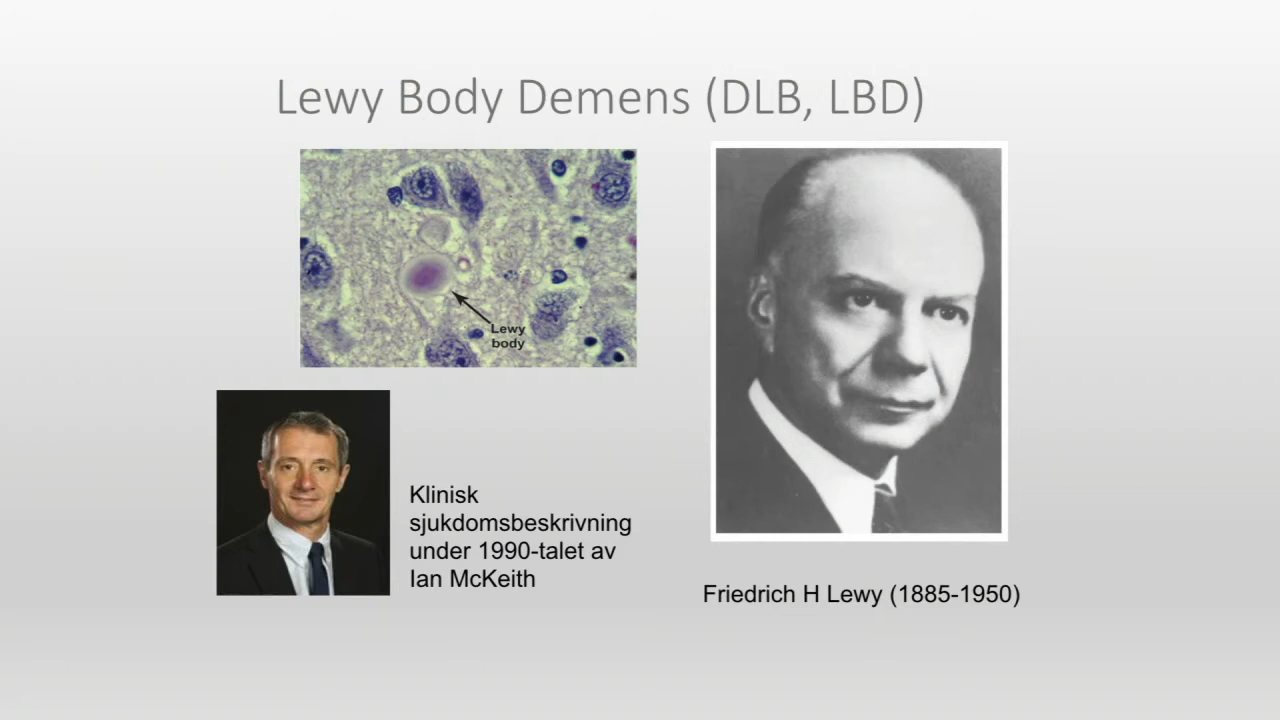 Lewy Body Demens (DLB, LBD)
Lewy
body
Klinisk
sjukdomsbeskrivning
under 1990-talet av
Ian McKeith
Friedrich H Lewy (1885-1950)